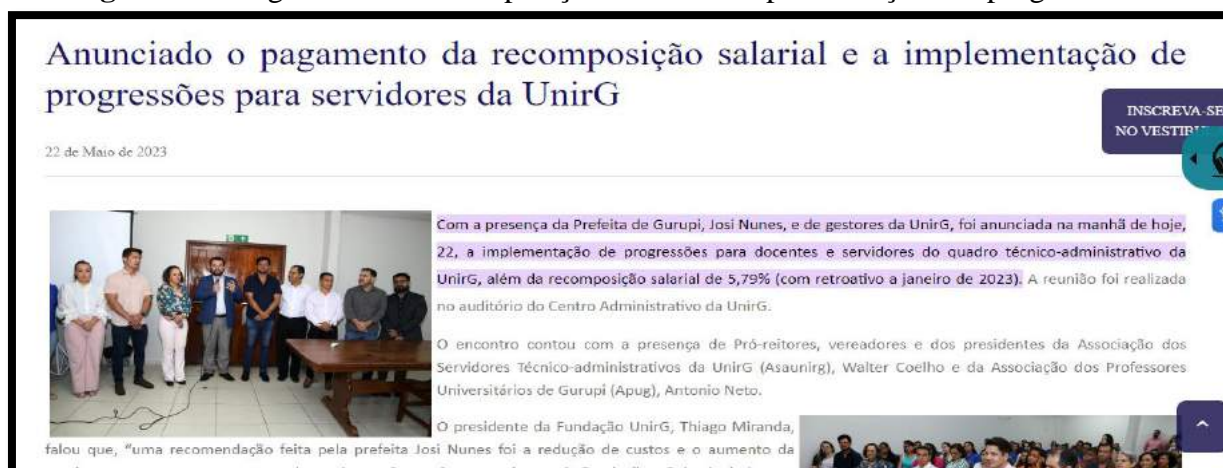 Anunciado o pagamento da recomposição salarial e a implementação de
progressões para servidores da UnirG
INSCREVA-SE
NO
22 de Maio de 2023
Com a presença da Prefeita de Gurupi, Josi Nunes, e de gestores da UnirG, foi anunciada na manhã de hoje,
22, a implementação de progressões para docentes e servidores do quadro técnico-administrativo da
UnirG, além da recomposição salarial de 5,79% (com retroativo a janeiro de 2023). A reunião foi realizada
no auditório do Centro Administrativo da UnirG.
O encontro contou com a presença de Pró-reitores, vereadores e dos presidentes da Associação dos
Servidores Técnico-administrativos da UnirG (Asaunirg), Walter Coelho e da Associação dos Professores
Universitários de Gurupi (Apug), Antonio Neto.
O presidente da Fundação UnirG, Thiago Miranda,
falou que, "uma recomendação feita pela prefeita Josi Nunes foi a redução de custos e o aumento da